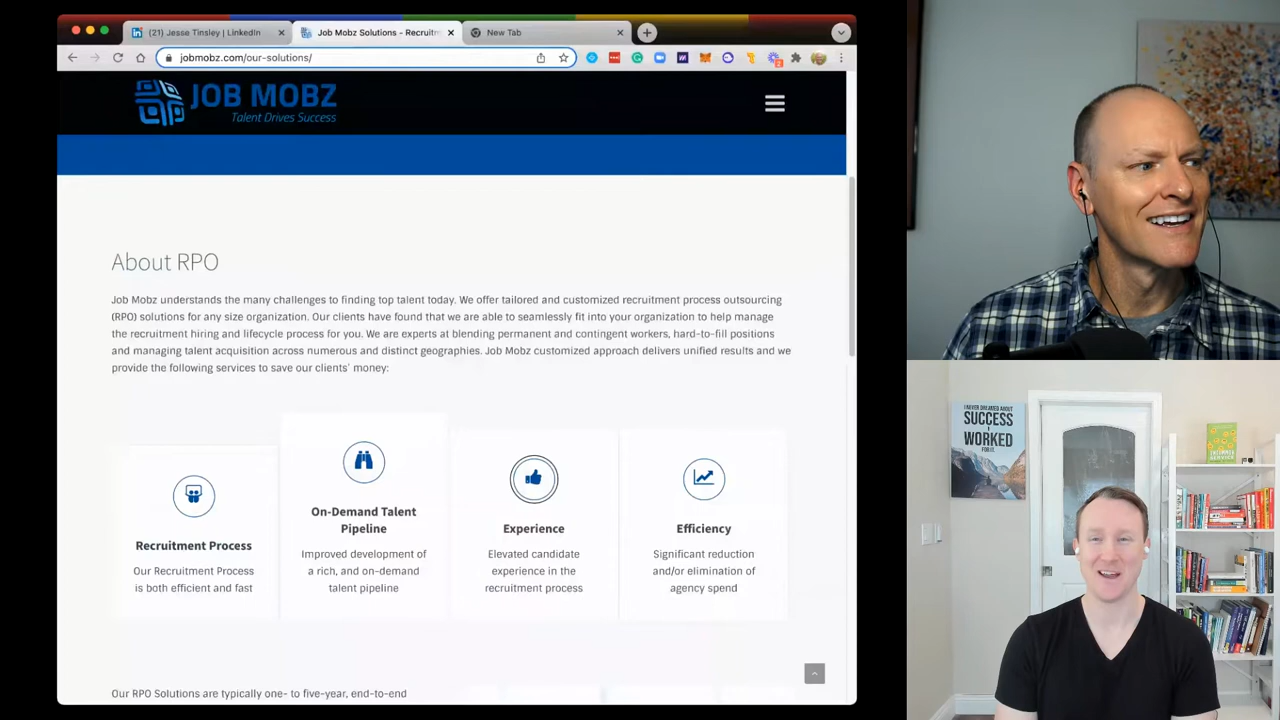 (21) Jesse Tinsley | LinkedIn
Job Mobz Solutions - Recruitm
New Tab
jobmobz.com/our-solutions/
JOB MOBZ
Talent Drives Success
About RPO
Job Mobz understands the many challenges to finding top talent today. We offer tailored and customized recruitment process outsourcing
(RPO) solutions for any size organization. Our clients have found that we are able to seamlessly fit into your organization to help manage
the recruitment hiring and lifecycle process for you. We are experts at blending permanent and contingent workers, hard-to-fill positions
and managing talent acquisition across numerous and distinct geographies. Job Mobz customized approach delivers unified results and we
provide the following services to save our clients' money:
Recruitment Process
Our Recruitment Process
is both efficient and fast
On-Demand Talent
Pipeline
Improved development of
a rich, and on-demand
talent pipeline
Experience
Elevated candidate
experience in the
recruitment process
Efficiency
Significant reduction
and/or elimination of
agency spend
Our RPO Solutions are typically one- to five-year, end-to-end
I NEVER DREAMED ABOUT
SUCCESS
I
WORKED
FOR IT